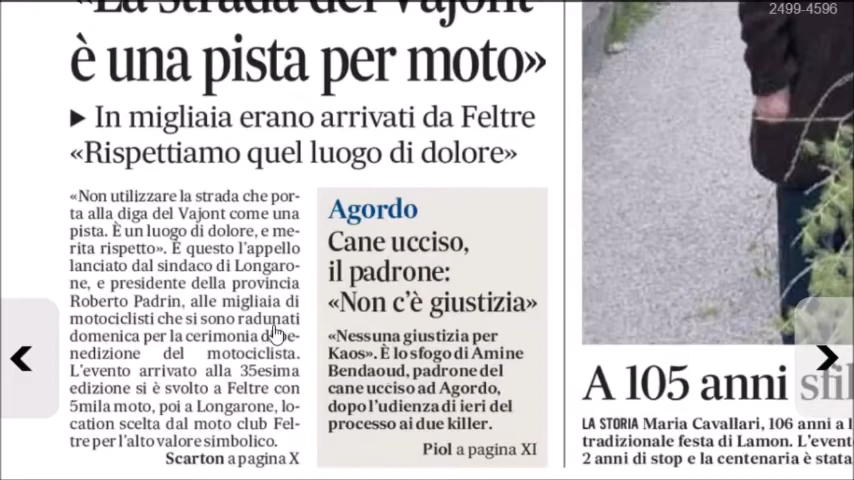 2499-4596
«La strada del Vajont
è una pista per moto»
▶ In migliaia erano arrivati da Feltre
«Rispettiamo quel luogo di dolore»
«Non utilizzare la strada che por-
ta alla diga del Vajont come una
pista. È un luogo di dolore, e me-
rita rispetto». È questo l'appello
lanciato dal sindaco di Longaro-
ne, e presidente della provincia
Roberto Padrin, alle migliaia di
motociclisti che si sono radunati
domenica per la cerimonia di be-
nedizione del motociclista.
L'evento arrivato alla 35esima
edizione si è svolto a Feltre con
5mila moto, poi a Longarone, lo-
cation scelta dal moto club Fel-
tre per l'alto valore simbolico.
Scarton a pagina X
Agordo
Cane ucciso,
il padrone:
«Non c'è giustizia»
«Nessuna giustizia per
Kaos». È lo sfogo di Amine
Bendaoud, padrone del
cane ucciso ad Agordo,
dopo l'udienza di ieri del
processo ai due killer.
Piol a pagina XI
A 105 anni sfil
LA STORIA Maria Cavallari, 106 anni a l
tradizionale festa di Lamon. L'event
2 anni di stop e la centenaria è stata